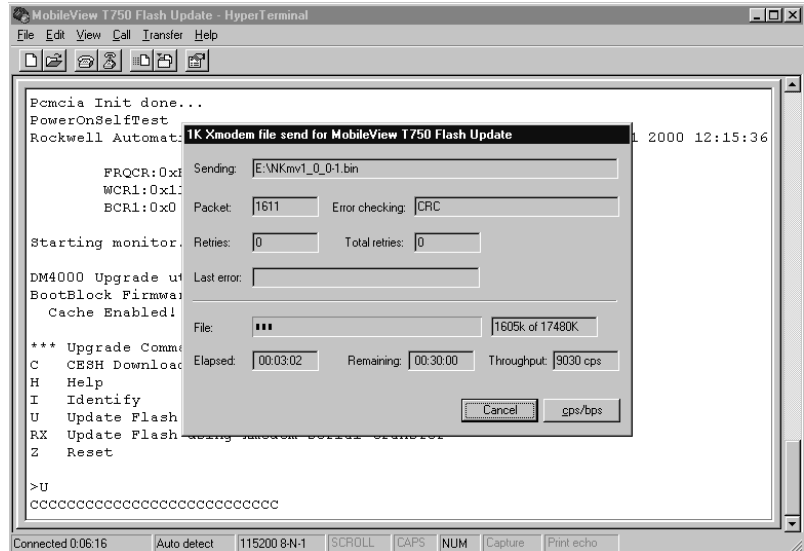 MobileView T750 Flash Update - HyperTerminal
File Edit View Call Transfer Help
Pcmcia Init done...
PowerOnSelfTest
Rockwell Automat 1 2000 12:15:36
FRQCR:0x
WCR1:0x1
BCR1:0x0
Starting monitor.
DM4000 Upgrade ut
BootBlock Firmwar
Cache Enabled!
*** Upgrade Comma
C CESH Download
H Help
I Identify
U Update Flash
RX Update Flash using Xmodem serial transfer
Z Reset
>U
CCCCCCCCCCCCCCCCCCCCCCCCCCC
1K Xmodem file send for MobileView T750 Flash Update
Sending: E:\NKmv1_0_0-1.bin
Packet: 1611 Error checking: CRC
Retries: 0 Total retries: 0
Last error:
File: 1605k of 17480K
Elapsed: 00:03:02 Remaining: 00:30:00 Throughput: 9030 cps
Cancel cps/bps
Connected 0:06:16 Auto detect 115200 8-N-1 SCROLL CAPS NUM Capture Print echo